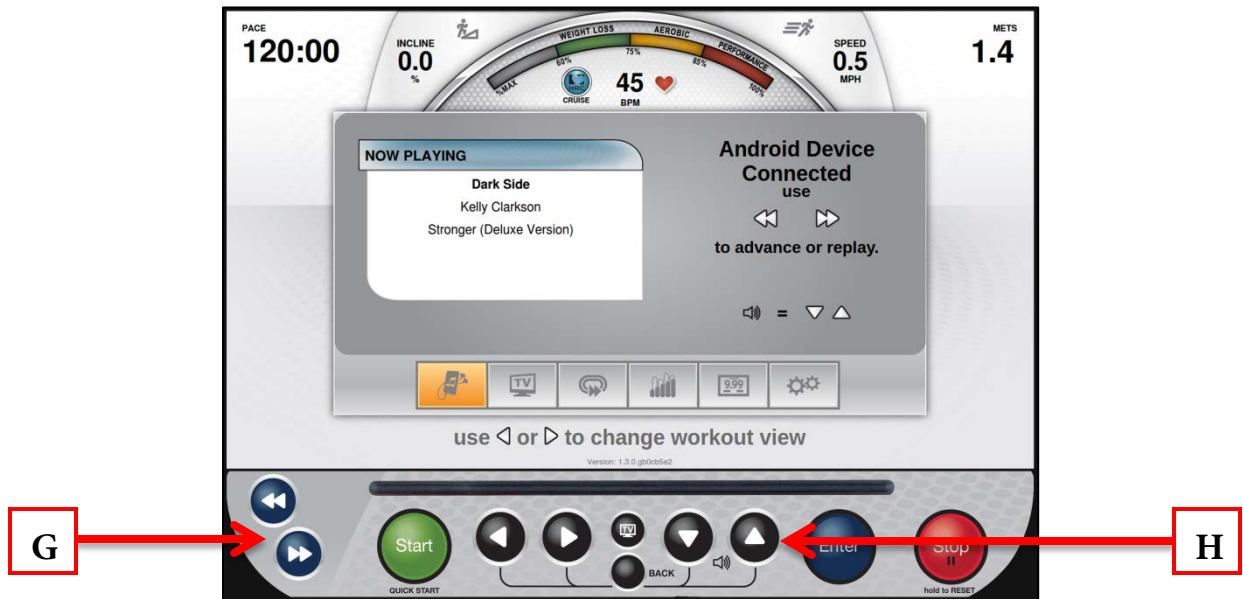 PACE
120:00
INCLINE
0.0
%
%MAX
60%
WEIGHT LOSS
75%
AEROBIC
85%
PERFORMANCE
100%
HRC
CRUISE
45
BPM
SPEED
0.5
MPH
METS
1.4
NOW PLAYING
Dark Side
Kelly Clarkson
Stronger (Deluxe Version)
Android Device
Connected
use
to advance or replay.
=
TV
9.99
use or to change workout view
Version: 1.3.0.gb0cb5e2
G
H
Start
QUICK START
TV
BACK
Enter
Stop
hold to RESET